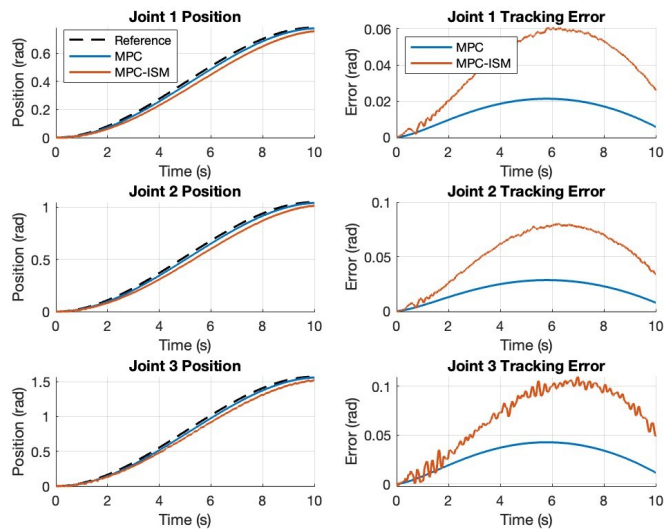 Joint 1 Position
Position (rad)
0.6
0.4
0.2
0
Reference
MPC
MPC-ISM
0 2 4 6 8 10
Time (s)
Joint 1 Tracking Error
Error (rad)
0.06
0.04
0.02
0
MPC
MPC-ISM
0 2 4 6 8 10
Time (s)
Joint 2 Position
Position (rad)
1
0.5
0
0 2 4 6 8 10
Time (s)
Joint 2 Tracking Error
Error (rad)
0.1
0.05
0
0 2 4 6 8 10
Time (s)
Joint 3 Position
Position (rad)
1.5
1
0.5
0
0 2 4 6 8 10
Time (s)
Joint 3 Tracking Error
Error (rad)
0.1
0.05
0
0 2 4 6 8 10
Time (s)